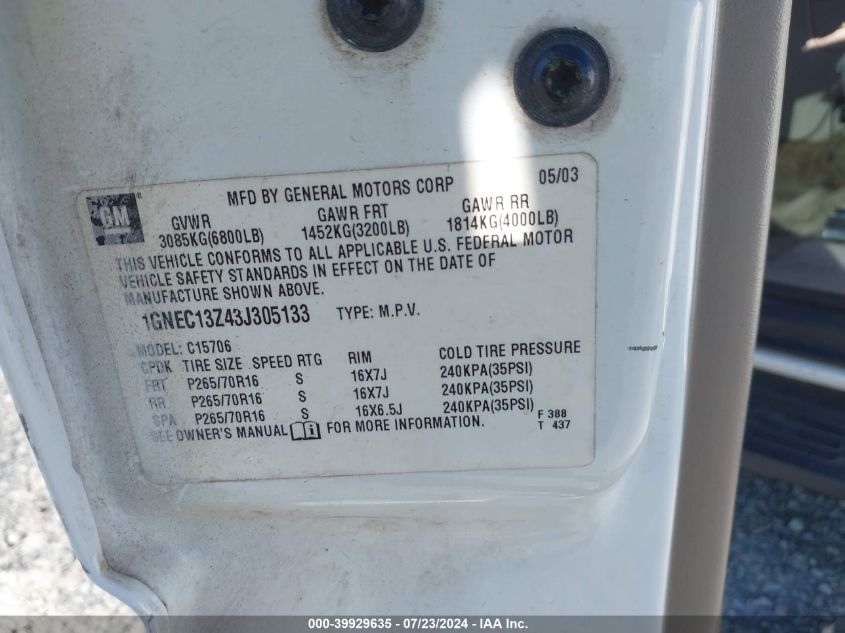 GM
MFD BY GENERAL MOTORS CORP 05/03
GVWR GAWR FRT GAWR RR
3085KG(6800LB) 1452KG(3200LB) 1814KG(4000LB)
THIS VEHICLE CONFORMS TO ALL APPLICABLE U.S. FEDERAL MOTOR
VEHICLE SAFETY STANDARDS IN EFFECT ON THE DATE OF
MANUFACTURE SHOWN ABOVE.
1GNEC13Z43J305133 TYPE: M.P.V.
MODEL: C15706
CPDK TIRE SIZE SPEED RTG RIM COLD TIRE PRESSURE
FRT P265/70R16 S 16X7J 240KPA(35PSI)
RR P265/70R16 S 16X7J 240KPA(35PSI)
SPA P265/70R16 S 16X6.5J 240KPA(35PSI)
SEE OWNER'S MANUAL i FOR MORE INFORMATION.
F 388
T 437
000-39929635 - 07/23/2024 - IAA Inc.